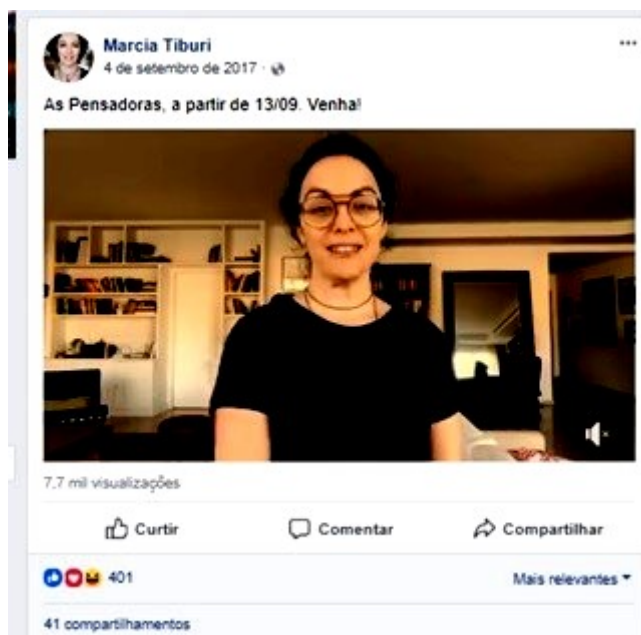 Marcia Tiburi
4 de setembro de 2017
As Pensadoras, a partir de 13/09. Venha!
7,7 mil visualizações
Curtir
Comentar
Compartilhar
401
Mais relevantes
41 compartilhamentos